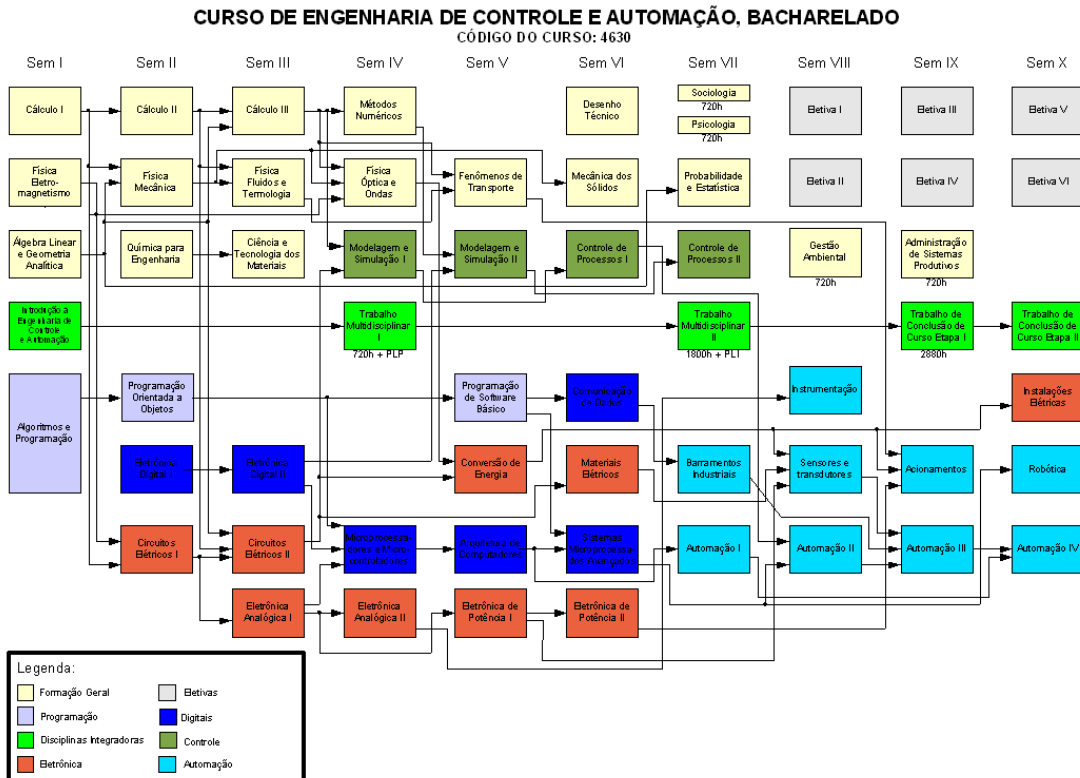 CURSO DE ENGENHARIA DE CONTROLE E AUTOMAÇÃO, BACHARELADO
CÓDIGO DO CURSO: 4630
Sem I
Sem II
Sem III
Sem IV
Sem V
Sem VI
Sem VII
Sem VIII
Sem IX
Sem X
Cálculo I
Cálculo II
Cálculo III
Métodos
Numéricos
Desenho
Técnico
Sociologia
720h
Psicologia
720h
Eletiva I
Eletiva III
Eletiva V
Física
Eletro-
magnetismo
Física
Mecânica
Física
Fluidos e
Termologia
Física
Óptica e
Ondas
Fenômenos de
Transporte
Mecânica dos
Sólidos
Probabilidade
e Estatística
Eletiva II
Eletiva IV
Eletiva VI
Álgebra Linear
e Geometria
Analítica
Química para
Engenharia
Ciência e
Tecnologia dos
Materiais
Modelagem e
Simulação I
Modelagem e
Simulação II
Controle de
Processos I
Controle de
Processos II
Gestão
Ambiental
720h
Administração
de Sistemas
Produtivos
720h
Introdução à
Engenharia de
Controle
e Automação
Trabalho
Multidisciplinar
I
720h + PLP
Trabalho
Multidisciplinar
II
1800h + PLI
Trabalho de
Conclusão de
Curso Etapa I
2880h
Trabalho de
Conclusão de
Curso Etapa II
Algoritmos e
Programação
Programação
Orientada a
Objetos
Programação
de Software
Básico
Comunicação
de Dados
Instrumentação
Instalações
Elétricas
Eletrônica
Digital I
Eletrônica
Digital II
Conversão de
Energia
Materiais
Elétricos
Barramentos
Industriais
Sensores e
transdutores
Acionamentos
Robótica
Circuitos
Elétricos I
Circuitos
Elétricos II
Microprocessa-
dores e Micro-
controladores
Arquitetura de
Computadores
Sistemas
Microprocessa-
dos Avançados
Automação I
Automação II
Automação III
Automação IV
Eletrônica
Analógica I
Eletrônica
Analógica II
Eletrônica de
Potência I
Eletrônica de
Potência II
Legenda:
Formação Geral
Eletivas
Programação
Digitais
Disciplinas Integradoras
Controle
Eletrônica
Automação